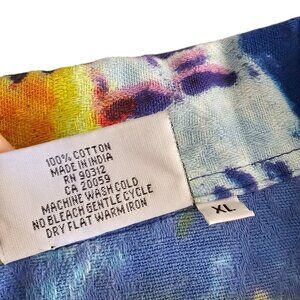 100% COTTON
MADE IN INDIA
RN 90312
CA 20059
MACHINE WASH COLD
NO BLEACH GENTLE CYCLE
DRY FLAT WARM IRON
XL